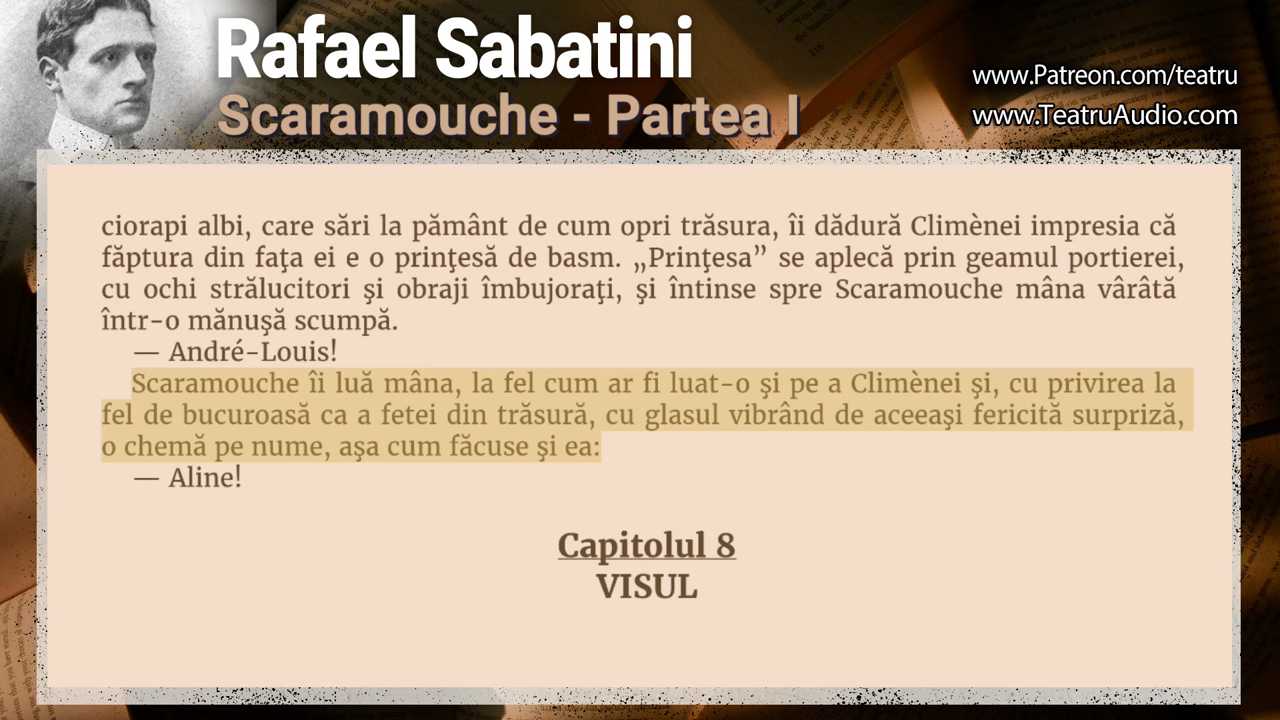 Rafael Sabatini
Scaramouche - Partea I
www.Patreon.com/teatru
www.TeatruAudio.com
ciorapi albi, care sări la pământ de cum opri trăsura, îi dădură Climènei impresia că
făptura din faţa ei e o prinţesă de basm. „Prinţesa” se aplecă prin geamul portierei,
cu ochi strălucitori şi obraji îmbujoraţi, şi întinse spre Scaramouche mâna vârâtă
într-o mănuşă scumpă.
— André-Louis!
Scaramouche îi luă mâna, la fel cum ar fi luat-o şi pe a Climènei şi, cu privirea la
fel de bucuroasă ca a fetei din trăsură, cu glasul vibrând de aceeaşi fericită surpriză,
o chemă pe nume, aşa cum făcuse şi ea:
— Aline!
Capitolul 8
VISUL